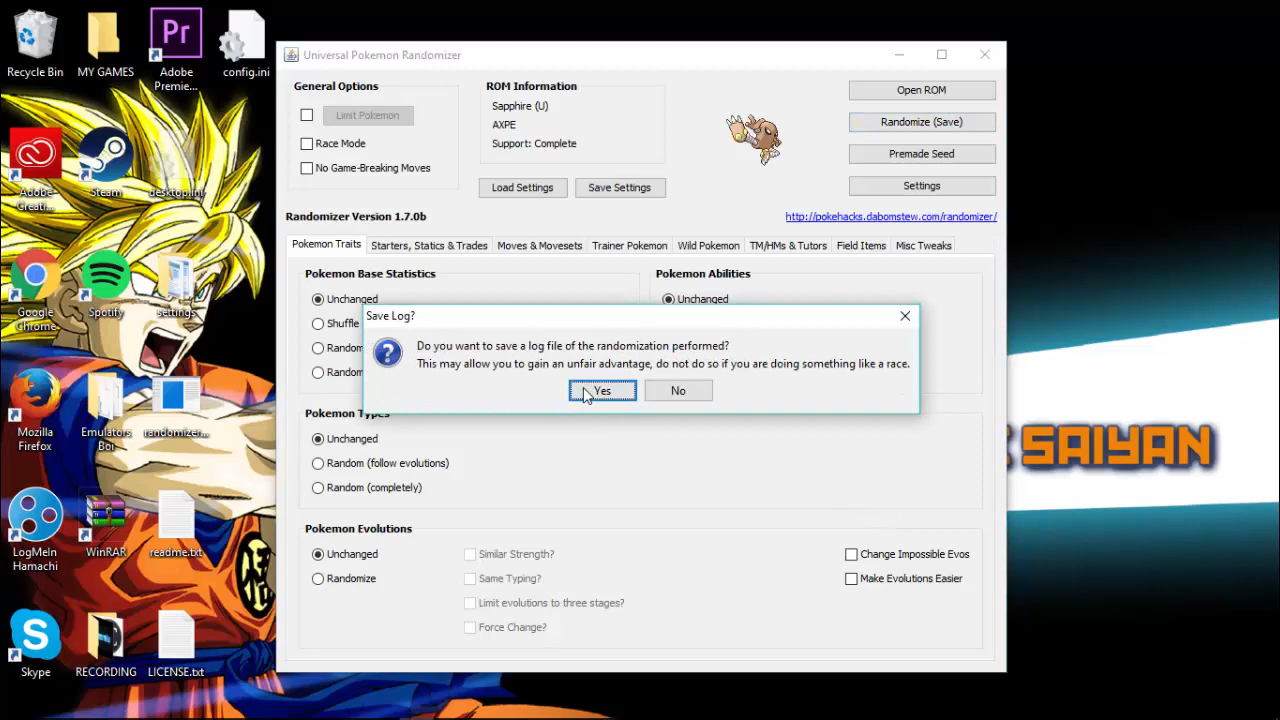 Recycle Bin
MY GAMES
Pr
Adobe
Premie...
config.ini
Adobe
Creati...
Steam
desktop.ini
Google
Chrome
Spotify
settings
Mozilla
Firefox
Emulators
Boi
randomizer...
LogMeIn
Hamachi
WinRAR
readme.txt
Skype
RECORDING
LICENSE.txt
Universal Pokemon Randomizer
General Options
Limit Pokemon
Race Mode
No Game-Breaking Moves
ROM Information
Sapphire (U)
AXPE
Support: Complete
Load Settings
Save Settings
Open ROM
Randomize (Save)
Premade Seed
Settings
Randomizer Version 1.7.0b
http://pokehacks.dabomstew.com/randomizer/
Pokemon Traits
Starters, Statics & Trades
Moves & Movesets
Trainer Pokemon
Wild Pokemon
TM/HMs & Tutors
Field Items
Misc Tweaks
Pokemon Base Statistics
Unchanged
Shuffle
Random
Random
Pokemon Abilities
Unchanged
Save Log?
Do you want to save a log file of the randomization performed?
This may allow you to gain an unfair advantage, do not do so if you are doing something like a race.
Yes
No
Pokemon Types
Unchanged
Random (follow evolutions)
Random (completely)
Pokemon Evolutions
Unchanged
Randomize
Similar Strength?
Same Typing?
Limit evolutions to three stages?
Force Change?
Change Impossible Evos
Make Evolutions Easier
SAIYAN